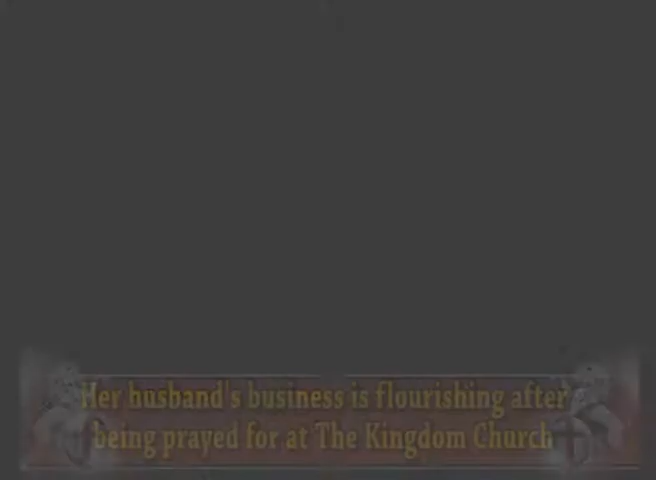 Her husband's business is flourishing after
being prayed for at The Kingdom Church